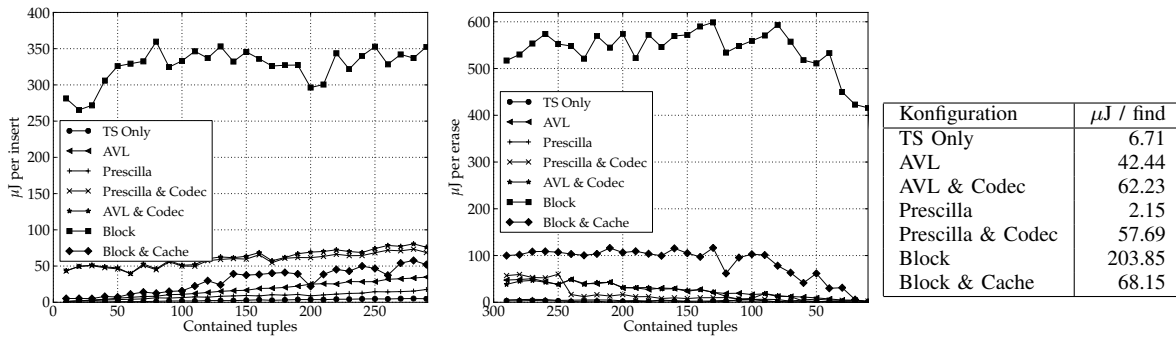 400
350
300
250
200
150
100
50
0
µJ per insert
TS Only
AVL
Prescilla
Prescilla & Codec
AVL & Codec
Block
Block & Cache
0 50 100 150 200 250
Contained tuples
600
500
400
300
200
100
0
µJ per erase
TS Only
AVL
Prescilla
Prescilla & Codec
AVL & Codec
Block
Block & Cache
300 250 200 150 100 50
Contained tuples
Konfiguration µJ / find
TS Only 6.71
AVL 42.44
AVL & Codec 62.23
Prescilla 2.15
Prescilla & Codec 57.69
Block 203.85
Block & Cache 68.15